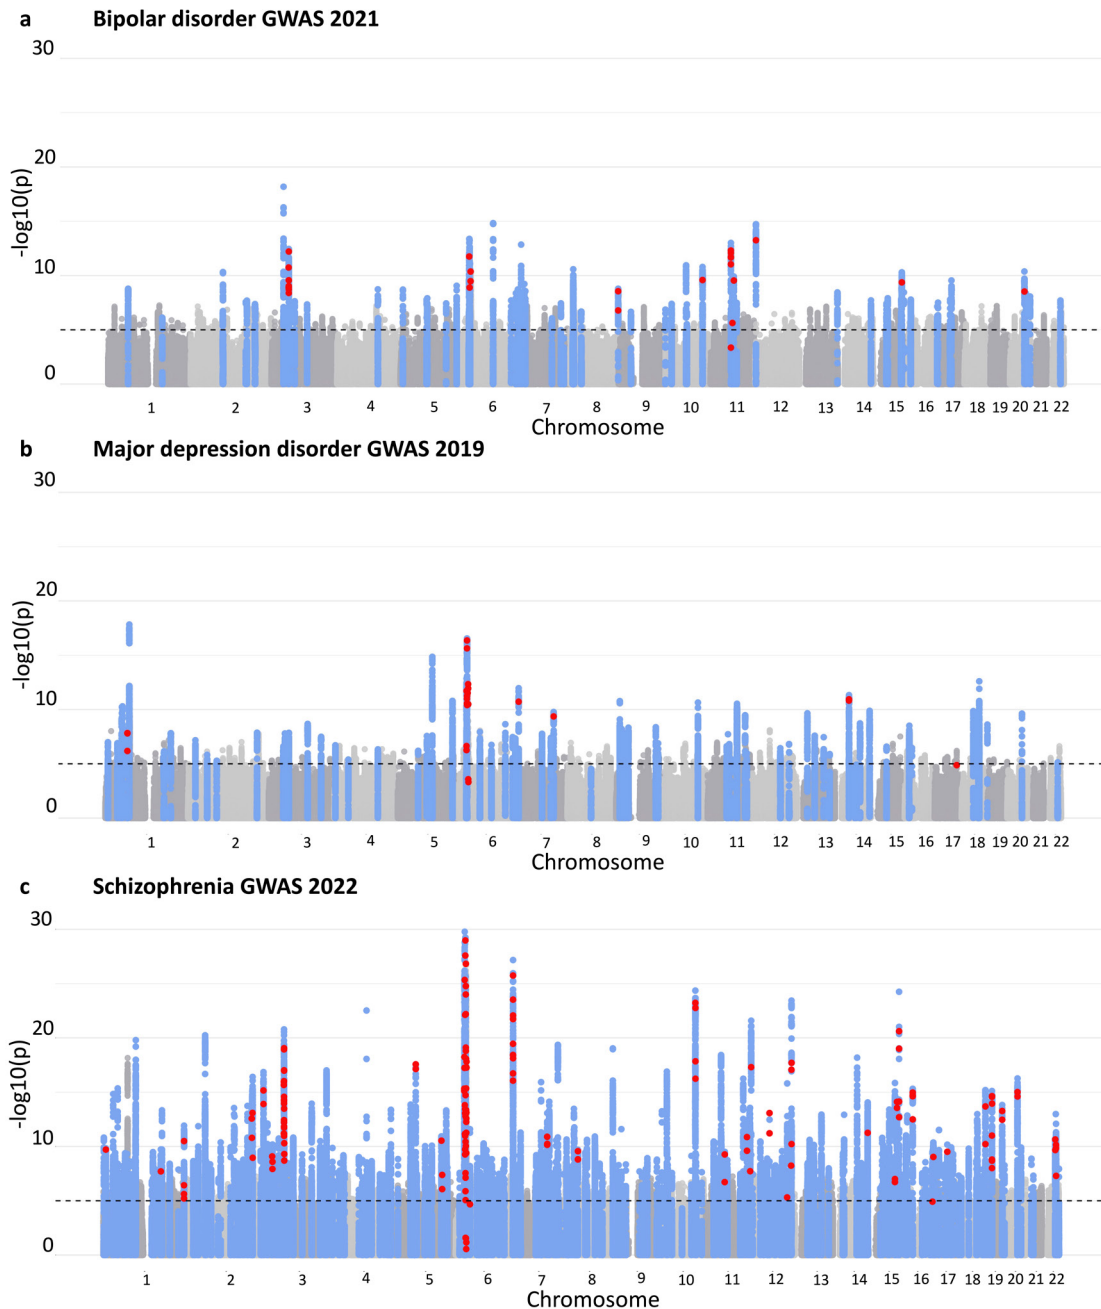 a Bipolar disorder GWAS 2021
30
20
10
0
-log10(p)
1 2 3 4 5 6 7 8 9 10 11 12 13 14 15 16 17 18 19 20 21 22
Chromosome
b Major depression disorder GWAS 2019
30
20
10
0
-log10(p)
1 2 3 4 5 6 7 8 9 10 11 12 13 14 15 16 17 18 19 20 21 22
Chromosome
c Schizophrenia GWAS 2022
30
20
10
0
-log10(p)
1 2 3 4 5 6 7 8 9 10 11 12 13 14 15 16 17 18 19 20 21 22
Chromosome